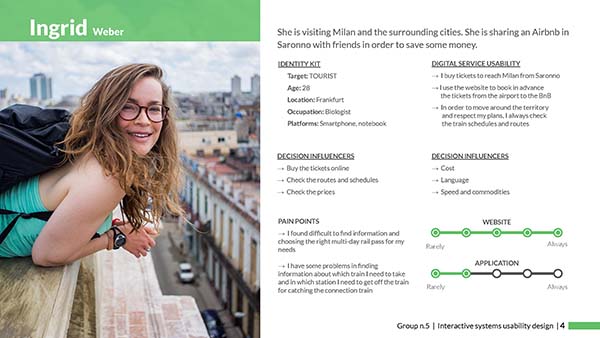 Ingrid Weber
She is visiting Milan and the surrounding cities. She is sharing an Airbnb in
Saronno with friends in order to save some money.
IDENTITY KIT
Target: TOURIST
Age: 28
Location: Frankfurt
Occupation: Biologist
Platforms: Smartphone, notebook
DIGITAL SERVICE USABILITY
→ I buy tickets to reach Milan from Saronno
→ I use the website to book in advance
the tickets from the airport to the BnB
→ In order to move around the territory
and respect my plans, I always check
the train schedules and routes
DECISION INFLUENCERS
→ Buy the tickets online
→ Check the routes and schedules
→ Check the prices
DECISION INFLUENCERS
→ Cost
→ Language
→ Speed and commodities
PAIN POINTS
→ I found difficult to find information and
choosing the right multi-day rail pass for my
needs
→ I have some problems in finding
information about which train I need to take
and in which station I need to get off the train
for catching the connection train
WEBSITE
Rarely Always
APPLICATION
Rarely Always
Group n.5 | Interactive systems usability design | 4